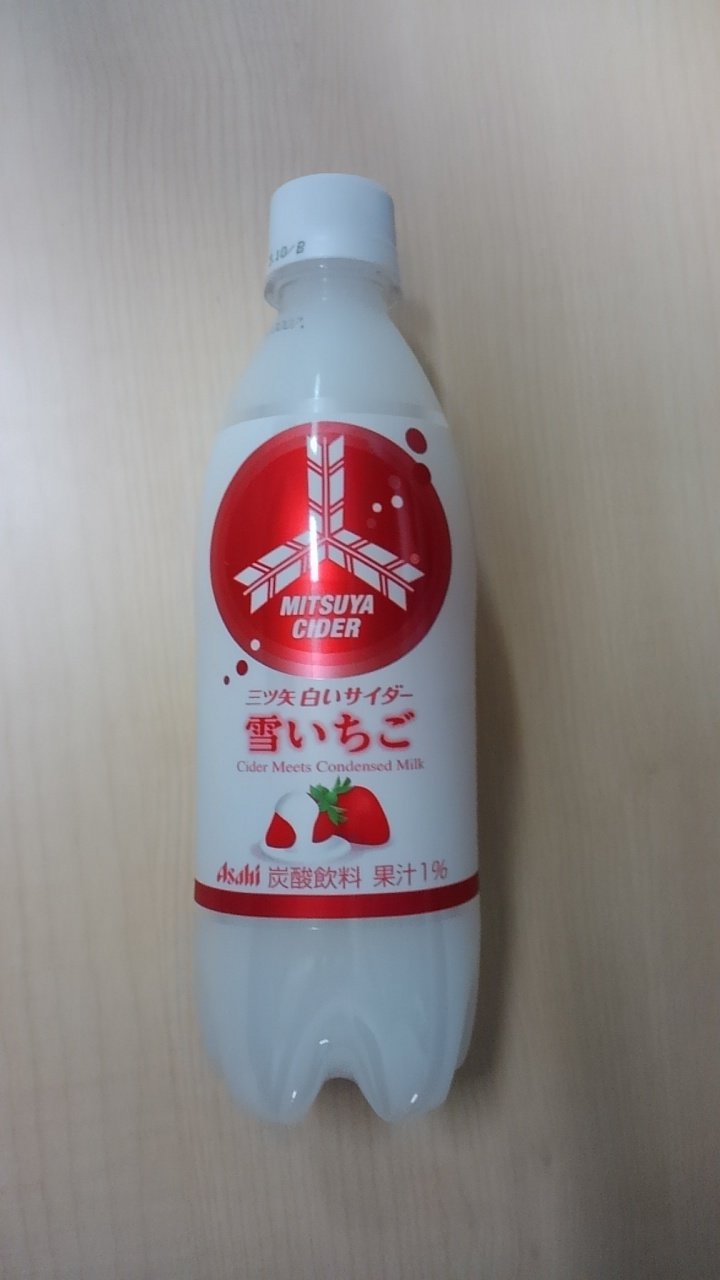 MITSUYA
CIDER
三ツ矢 白いサイダー
雪いちご
Cider Meets Condensed Milk
Asahi 炭酸飲料 果汁1%